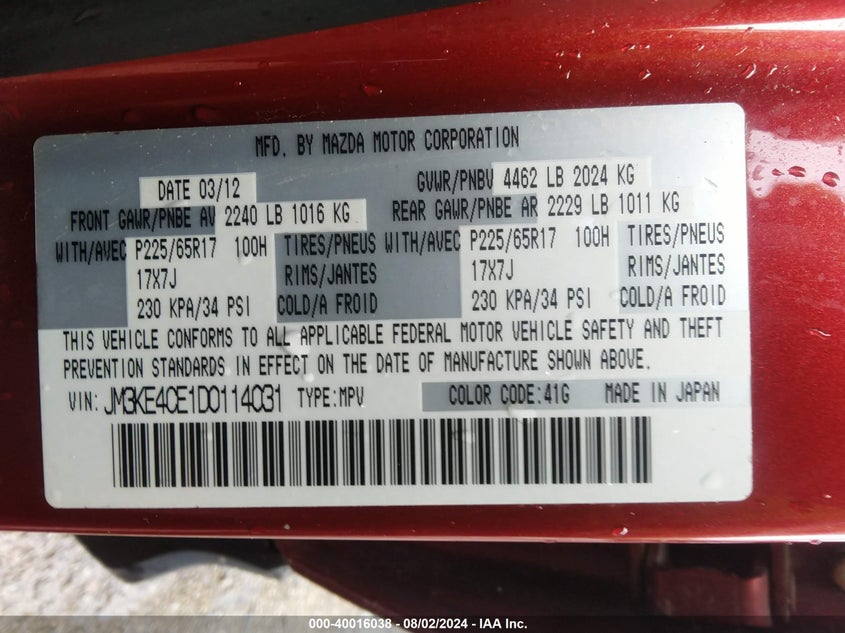 MFD. BY MAZDA MOTOR CORPORATION
DATE 03/12 GVWR/PNBV 4462 LB 2024 KG
FRONT GAWR/PNBE AV 2240 LB 1016 KG REAR GAWR/PNBE AR 2229 LB 1011 KG
WITH/AVEC P225/65R17 100H TIRES/PNEUS WITH/AVEC P225/65R17 100H TIRES/PNEUS
17X7J RIMS/JANTES 17X7J RIMS/JANTES
230 KPA/34 PSI COLD/A FROID 230 KPA/34 PSI COLD/A FROID
THIS VEHICLE CONFORMS TO ALL APPLICABLE FEDERAL MOTOR VEHICLE SAFETY AND THEFT
PREVENTION STANDARDS IN EFFECT ON THE DATE OF MANUFACTURE SHOWN ABOVE.
VIN:JM3KE4CE1D0114031 TYPE:MPV COLOR CODE:41G MADE IN JAPAN
000-40016038 - 08/02/2024 - IAA Inc.